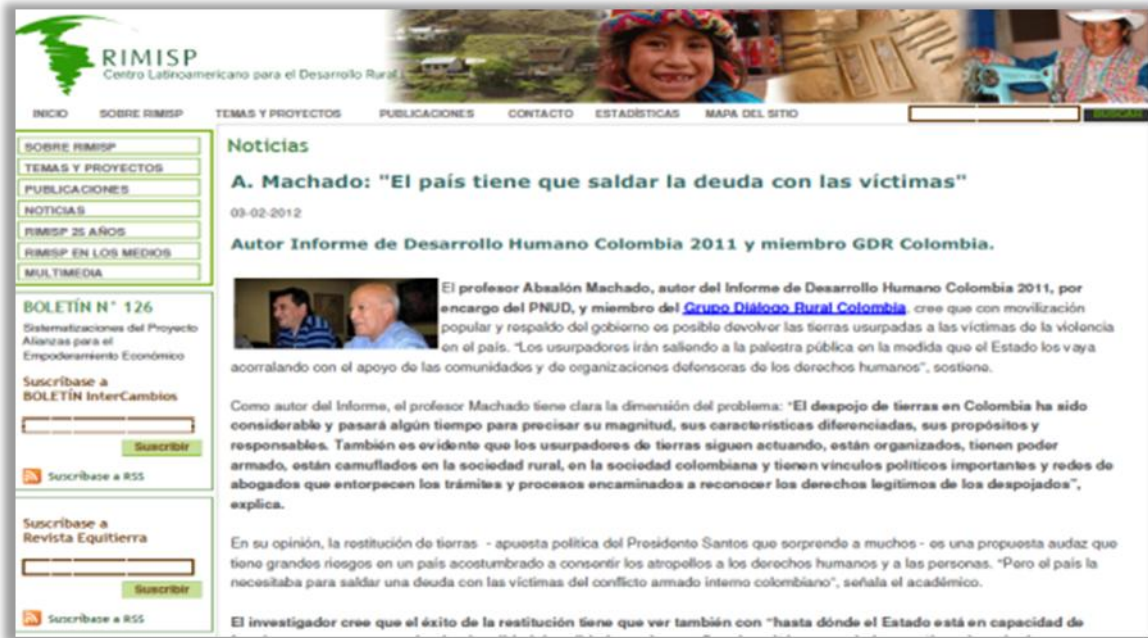 RIMISP
Centro Latinoamericano para el Desarrollo Rural
INICIO SOBRE RIMISP TEMAS Y PROYECTOS PUBLICACIONES CONTACTO ESTADÍSTICAS MAPA DEL SITIO BUSCAR
SOBRE RIMISP
TEMAS Y PROYECTOS
PUBLICACIONES
NOTICIAS
RIMISP 25 AÑOS
RIMISP EN LOS MEDIOS
MULTIMEDIA
BOLETÍN N° 126
Sistematizaciones del Proyecto
Alianzas para el
Empoderamiento Económico
Suscríbase a
BOLETÍN InterCambios
Suscribir
Suscríbase a RSS
Suscríbase a
Revista Equitierra
Suscribir
Suscríbase a RSS
Noticias
A. Machado: "El país tiene que saldar la deuda con las víctimas"
03-02-2012
Autor Informe de Desarrollo Humano Colombia 2011 y miembro GDR Colombia.
El profesor Absalón Machado, autor del Informe de Desarrollo Humano Colombia 2011, por
encargo del PNUD, y miembro del Grupo Diálogo Rural Colombia, cree que con movilización
popular y respaldo del gobierno es posible devolver las tierras usurpadas a las víctimas de la violencia
en el país. "Los usurpadores irán saliendo a la palestra pública en la medida que el Estado los vaya
acorralando con el apoyo de las comunidades y de organizaciones defensoras de los derechos humanos", sostiene.
Como autor del Informe, el profesor Machado tiene clara la dimensión del problema: "El despojo de tierras en Colombia ha sido
considerable y pasará algún tiempo para precisar su magnitud, sus características diferenciadas, sus propósitos y
responsables. También es evidente que los usurpadores de tierras siguen actuando, están organizados, tienen poder
armado, están camuflados en la sociedad rural, en la sociedad colombiana y tienen vínculos políticos importantes y redes de
abogados que entorpecen los trámites y procesos encaminados a reconocer los derechos legítimos de los despojados",
explica.
En su opinión, la restitución de tierras - apuesta política del Presidente Santos que sorprende a muchos - es una propuesta audaz que
tiene grandes riesgos en un país acostumbrado a consentir los atropellos a los derechos humanos y a las personas. "Pero el país la
necesitaba para saldar una deuda con las víctimas del conflicto armado interno colombiano", señala el académico.
El investigador cree que el éxito de la restitución tiene que ver también con "hasta dónde el Estado está en capacidad de